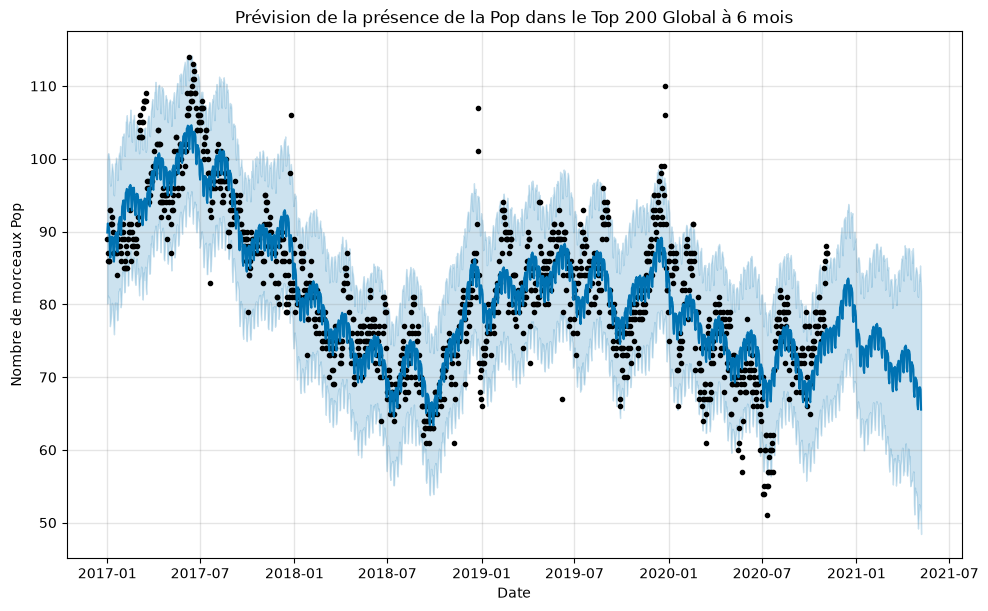 Prévision de la présence de la Pop dans le Top 200 Global à 6 mois
Nombre de morceaux Pop
110
100
90
80
70
60
50
2017-01 2017-07 2018-01 2018-07 2019-01 2019-07 2020-01 2020-07 2021-01 2021-07
Date